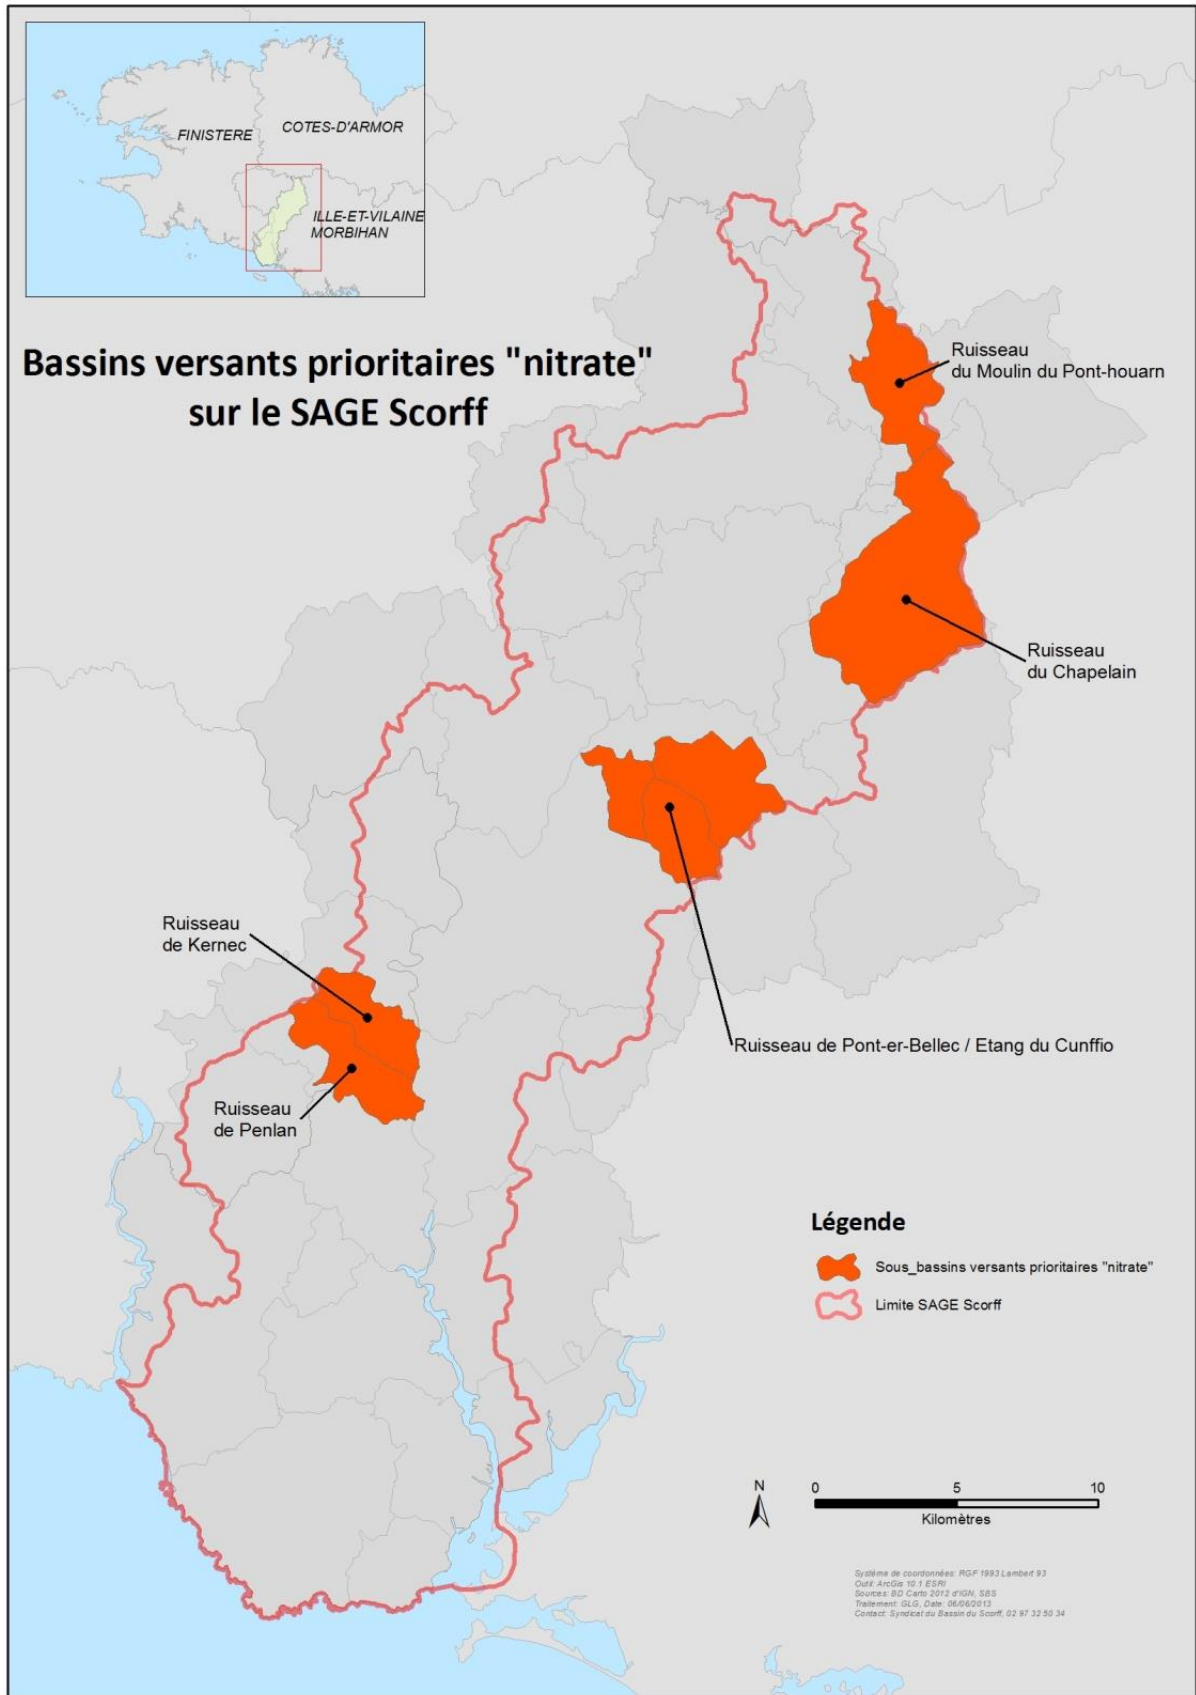 FINISTERE
COTES-D'ARMOR
ILLE-ET-VILAINE
MORBIHAN
Bassins versants prioritaires "nitrate"
sur le SAGE Scorff
Ruisseau
du Moulin du Pont-houarn
Ruisseau
du Chapelain
Ruisseau
de Kernec
Ruisseau de Pont-er-Bellec / Etang du Cunffio
Ruisseau
de Penlan
Légende
Sous_bassins versants prioritaires "nitrate"
Limite SAGE Scorff
N
0 5 10
Kilomètres
Système de coordonnées: RGF 1993 Lambert 93
Outil: ArcGis 10.1 ESRI
Sources: BD Carto 2012 d'IGN, SBS
Traitement: GLG, Date: 06/06/2013
Contact: Syndicat du Bassin du Scorff, 02 97 32 50 34